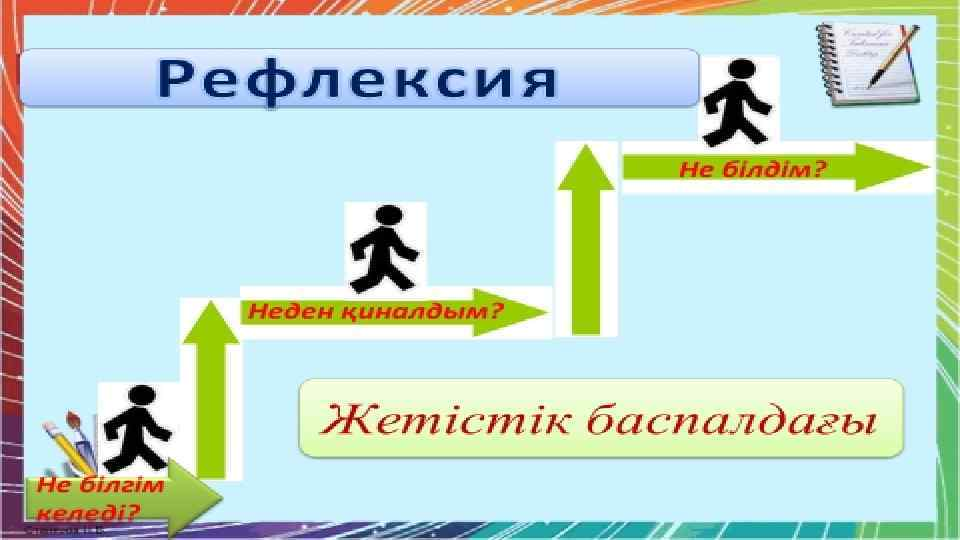 Рефлексия
Не білдім?
Неден қиналдым?
Жетістік баспалдағы
Не білгім
келеді?